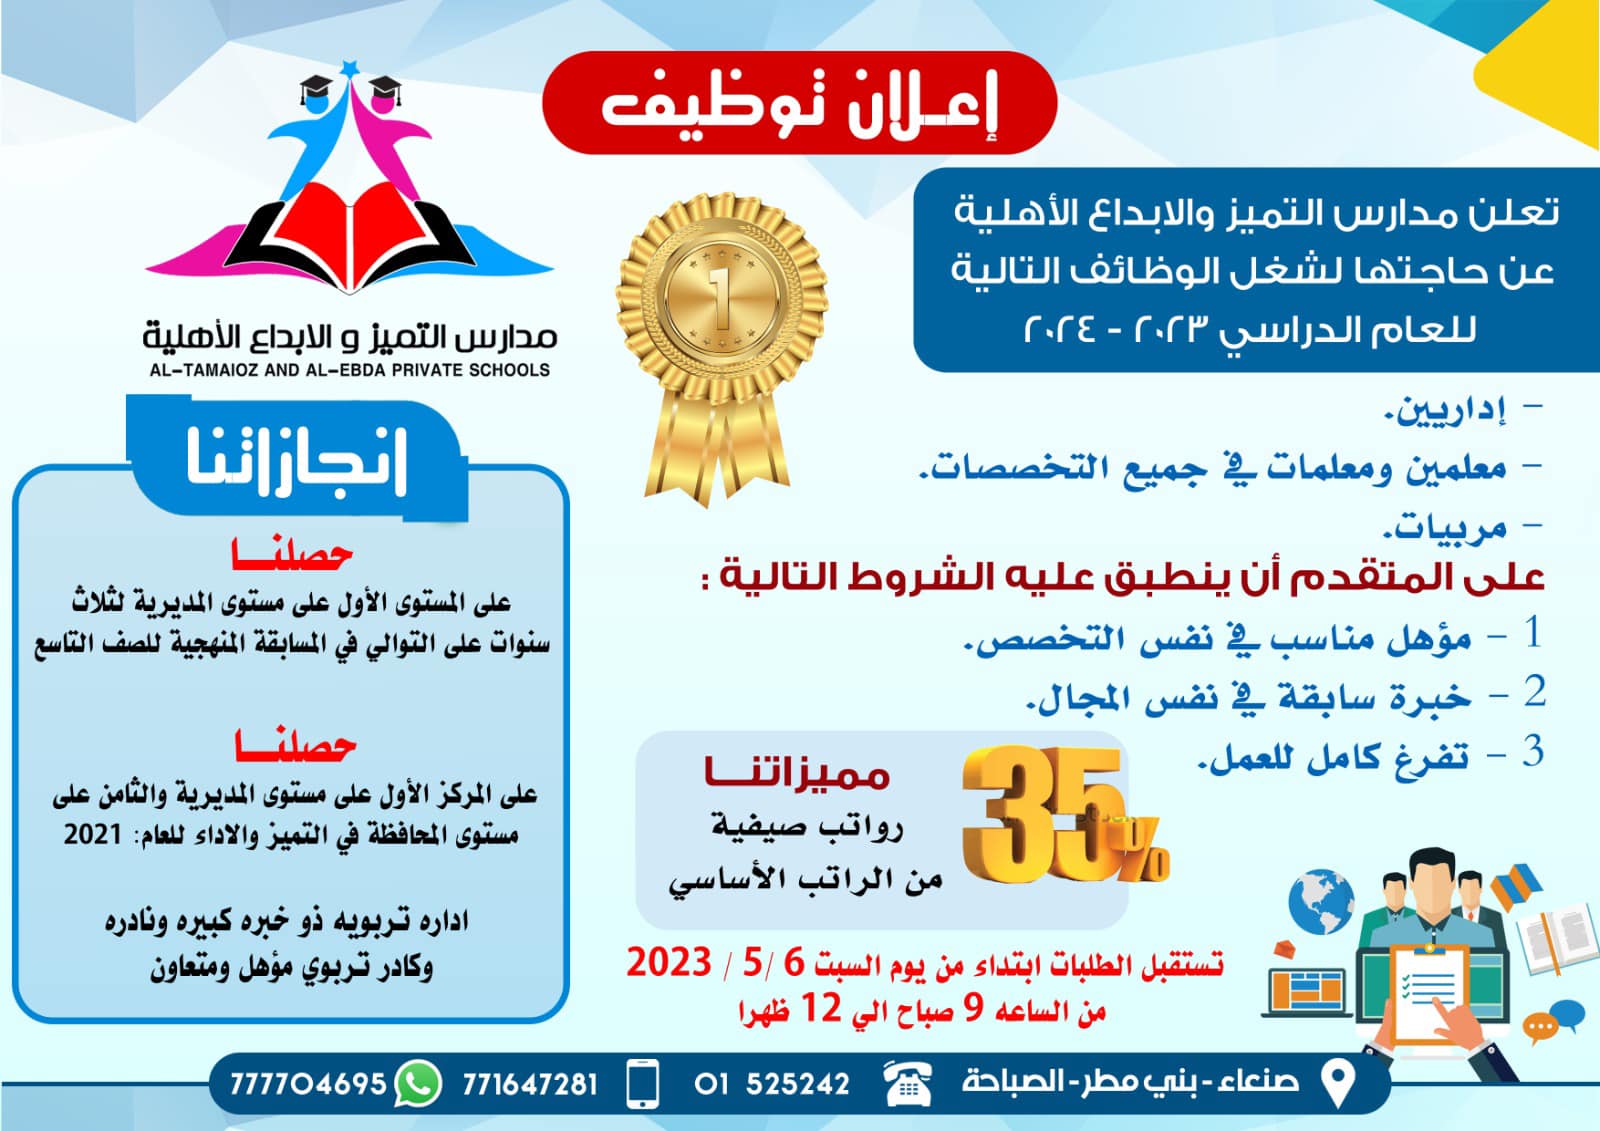 إعلان توظيف
مدارس التميز و الابداع الأهلية
AL-TAMAIOZ AND AL-EBDA PRIVATE SCHOOLS
1
تعلن مدارس التميز والابداع الأهلية
عن حاجتها لشغل الوظائف التالية
للعام الدراسي ٢٠٢٣ - ٢٠٢٤
- إداريين.
- معلمين ومعلمات في جميع التخصصات.
- مربيات.
على المتقدم أن ينطبق عليه الشروط التالية :
1 - مؤهل مناسب في نفس التخصص.
2 - خبرة سابقة في نفس المجال.
3 - تفرغ كامل للعمل.
35%
مميزاتنا
رواتب صيفية
من الراتب الأساسي
تستقبل الطلبات ابتداء من يوم السبت 6 /5 / 2023
من الساعه 9 صباح الي 12 ظهرا
انجازاتنا
حصلنا
على المستوى الأول على مستوى المديرية لثلاث
سنوات على التوالي في المسابقة المنهجية للصف التاسع
حصلنا
على المركز الأول على مستوى المديرية والثامن على
مستوى المحافظة في التميز والاداء للعام: 2021
اداره تربويه ذو خبره كبيره ونادره
وكادر تربوي مؤهل ومتعاون
صنعاء - بني مطر - الصباحة
01 525242
771647281
777704695